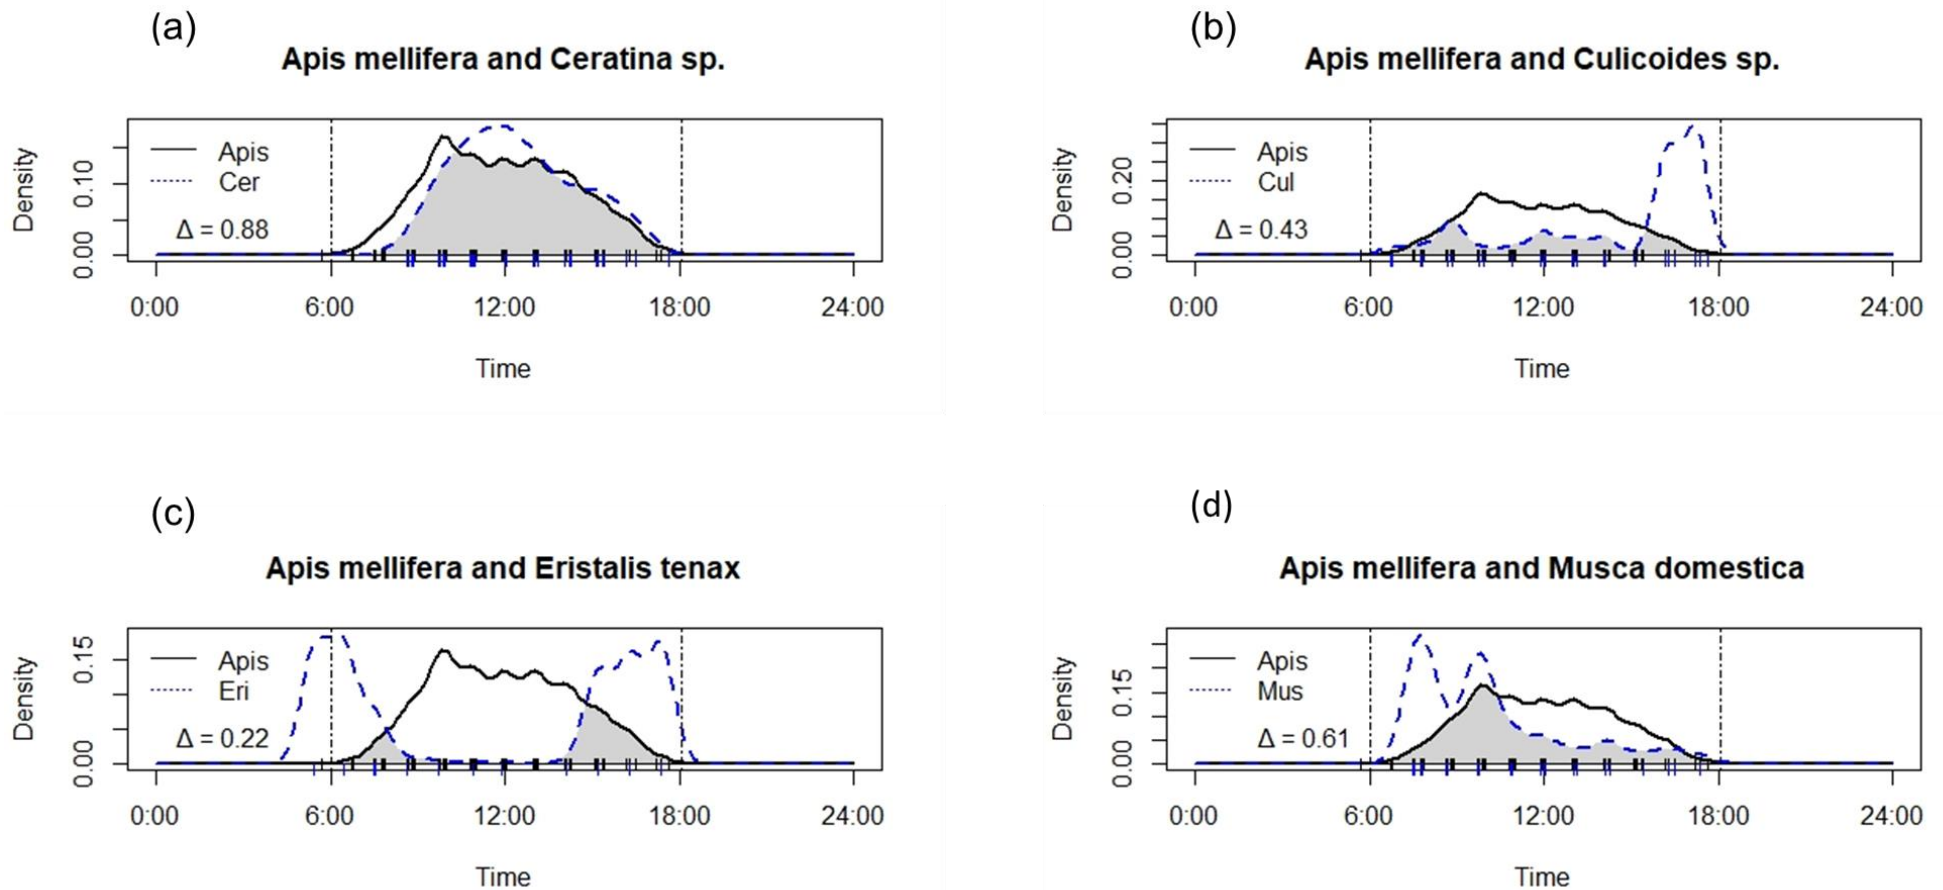 (a)
Apis mellifera and Ceratina sp.
Density
0.00 0.10
Apis
Cer
Δ = 0.88
0:00 6:00 12:00 18:00 24:00
Time
(b)
Apis mellifera and Culicoides sp.
Density
0.00 0.20
Apis
Cul
Δ = 0.43
0:00 6:00 12:00 18:00 24:00
Time
(c)
Apis mellifera and Eristalis tenax
Density
0.00 0.15
Apis
Eri
Δ = 0.22
0:00 6:00 12:00 18:00 24:00
Time
(d)
Apis mellifera and Musca domestica
Density
0.00 0.15
Apis
Mus
Δ = 0.61
0:00 6:00 12:00 18:00 24:00
Time